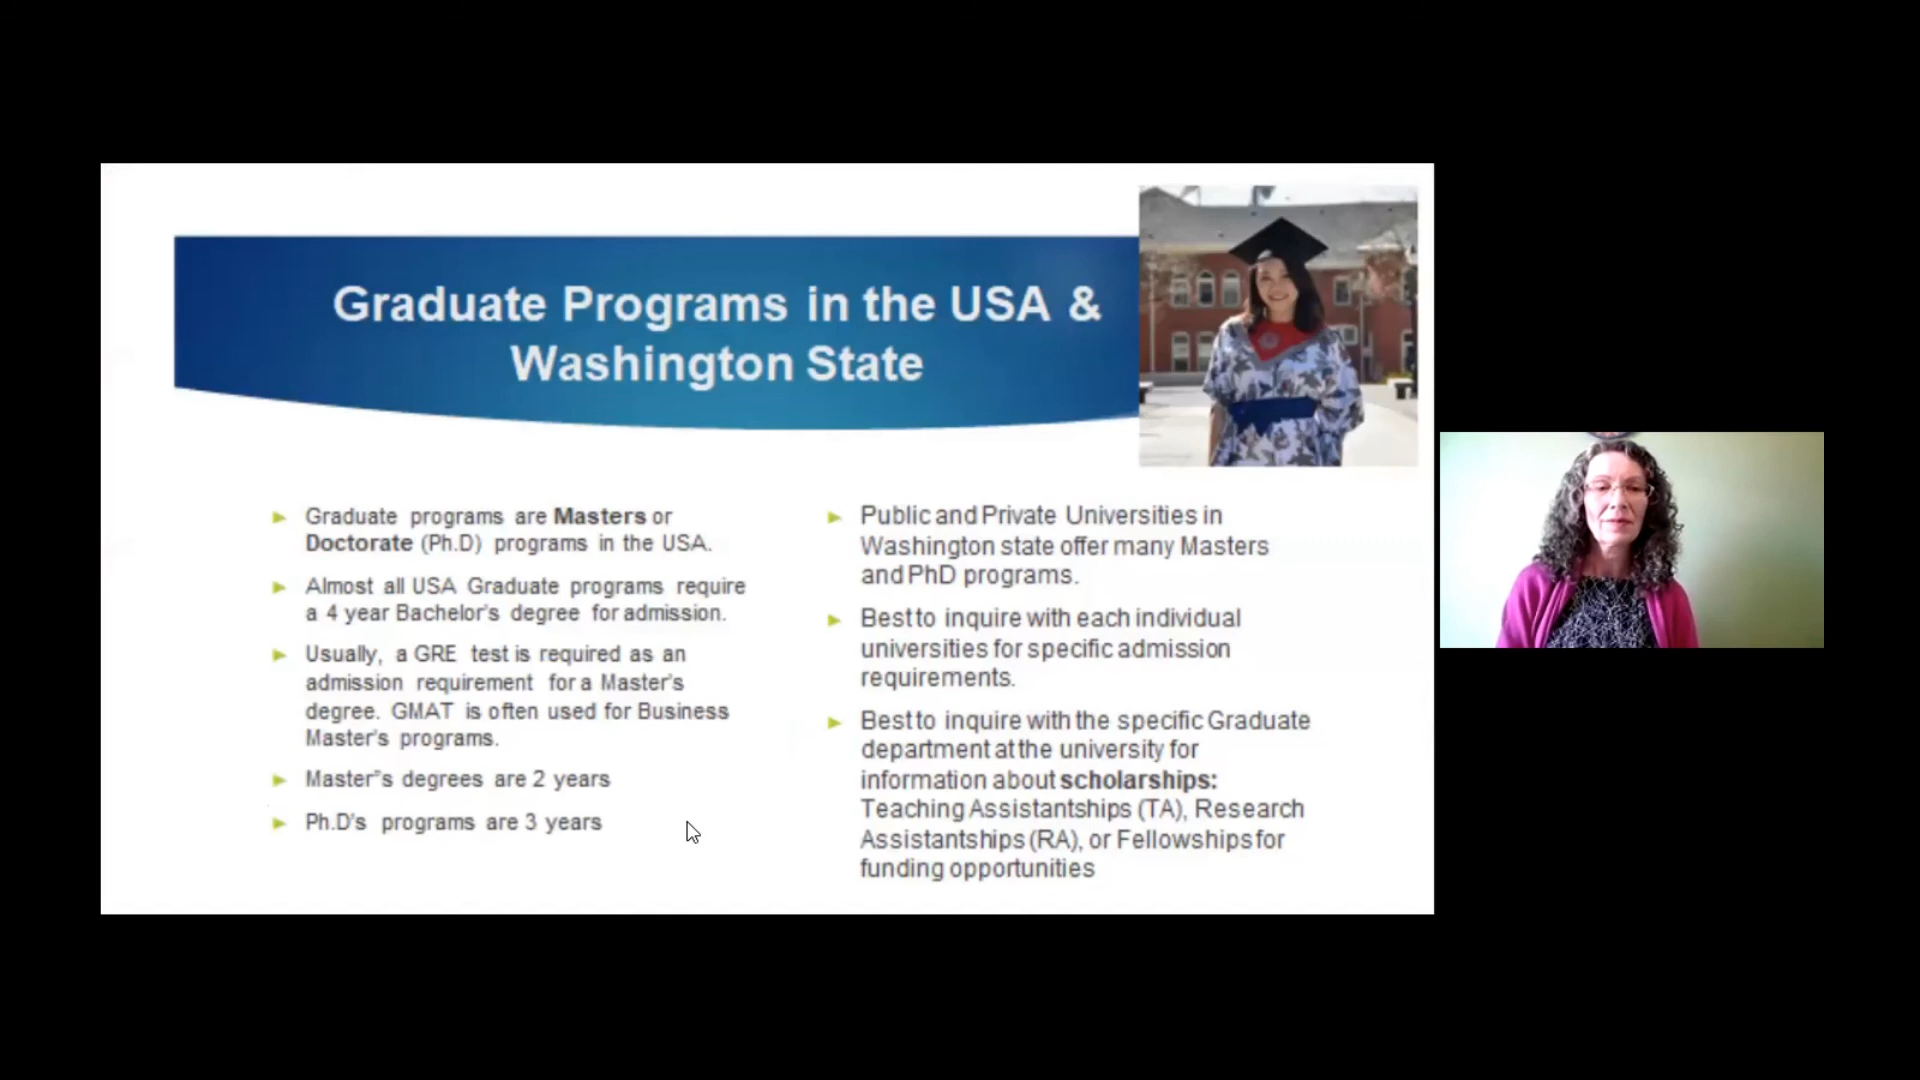 Graduate Programs in the USA &
Washington State
Graduate programs are Masters or
Doctorate (Ph.D) programs in the USA.
Almost all USA Graduate programs require
a 4 year Bachelor's degree for admission.
Usually, a GRE test is required as an
admission requirement for a Master's
degree. GMAT is often used for Business
Master's programs.
Master"s degrees are 2 years
Ph.D's programs are 3 years
Public and Private Universities in
Washington state offer many Masters
and PhD programs.
Best to inquire with each individual
universities for specific admission
requirements.
Best to inquire with the specific Graduate
department at the university for
information about scholarships:
Teaching Assistantships (TA), Research
Assistantships (RA), or Fellowships for
funding opportunities